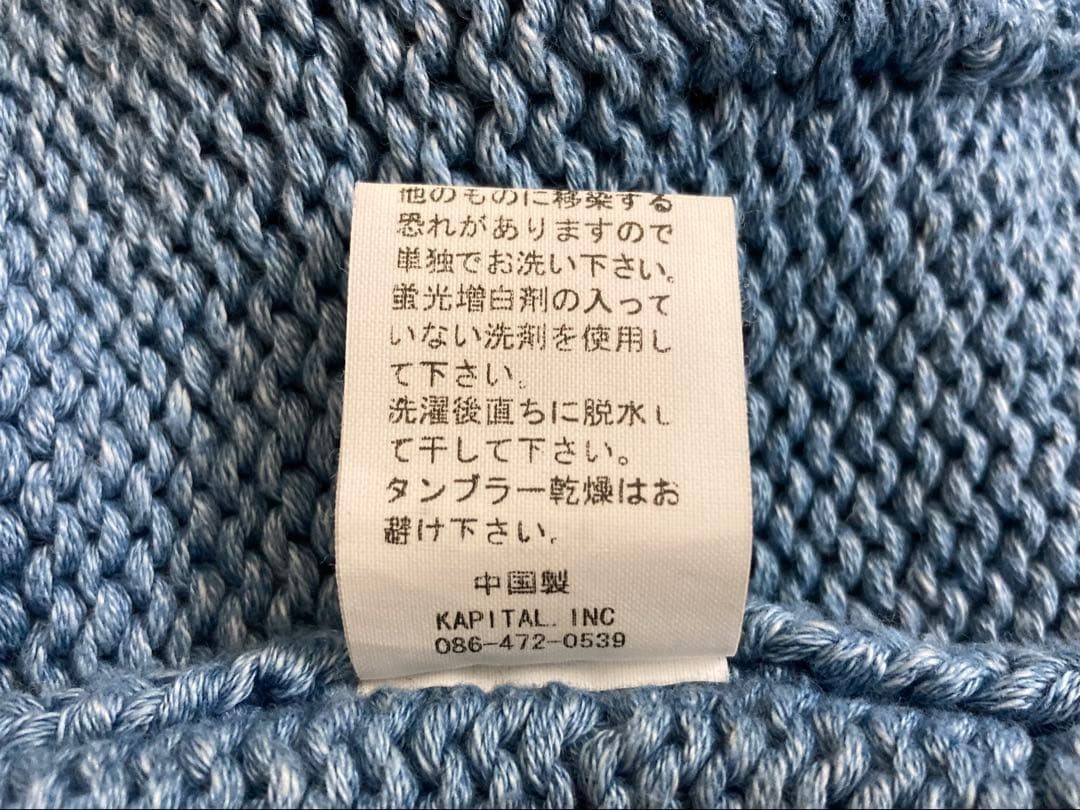 他のものに移染する
恐れがありますので
単独でお洗い下さい。
蛍光増白剤の入って
いない洗剤を使用し
て下さい。
洗濯後直ちに脱水し
て干して下さい。
タンブラー乾燥はお
避け下さい。
中国製
KAPITAL. INC
086-472-0539